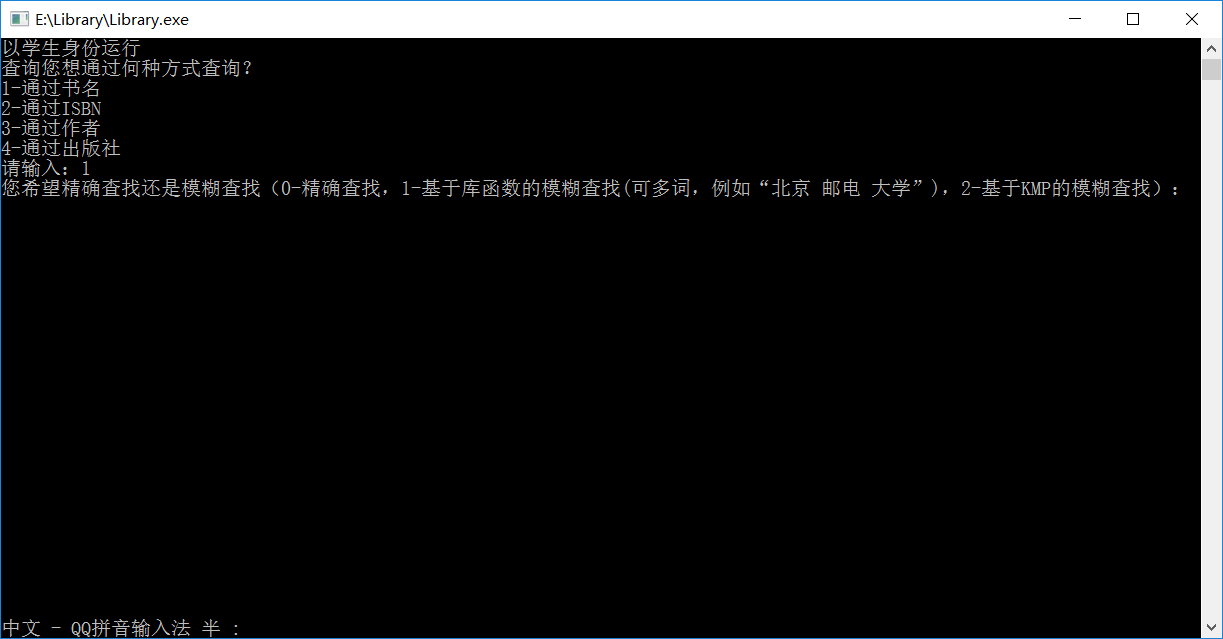 E:\Library\Library.exe
以学生身份运行
查询您想通过何种方式查询？
1-通过书名
2-通过ISBN
3-通过作者
4-通过出版社
请输入：1
您希望精确查找还是模糊查找（0-精确查找，1-基于库函数的模糊查找(可多词，例如“北京 邮电 大学”)，2-基于KMP的模糊查找）：
中文 - QQ拼音输入法 半 :